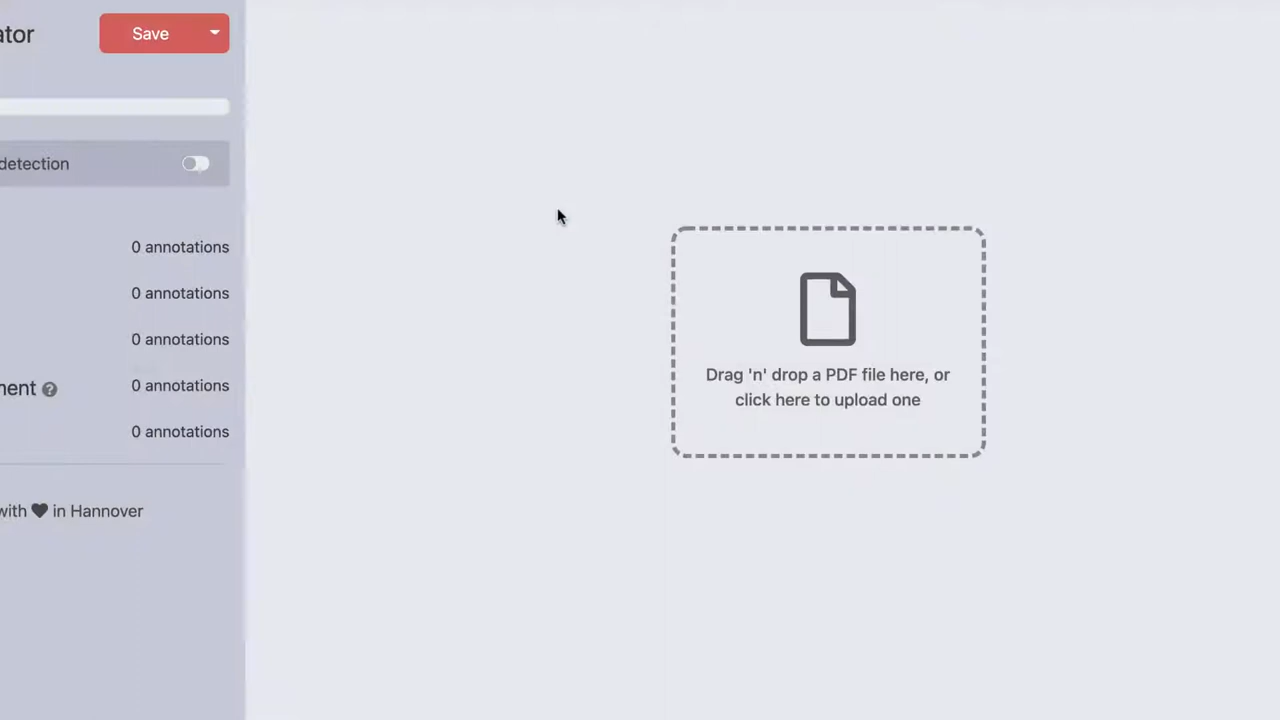 ator
Save
detection
0 annotations
0 annotations
0 annotations
ment ? 0 annotations
0 annotations
with ♥ in Hannover
Drag 'n' drop a PDF file here, or
click here to upload one